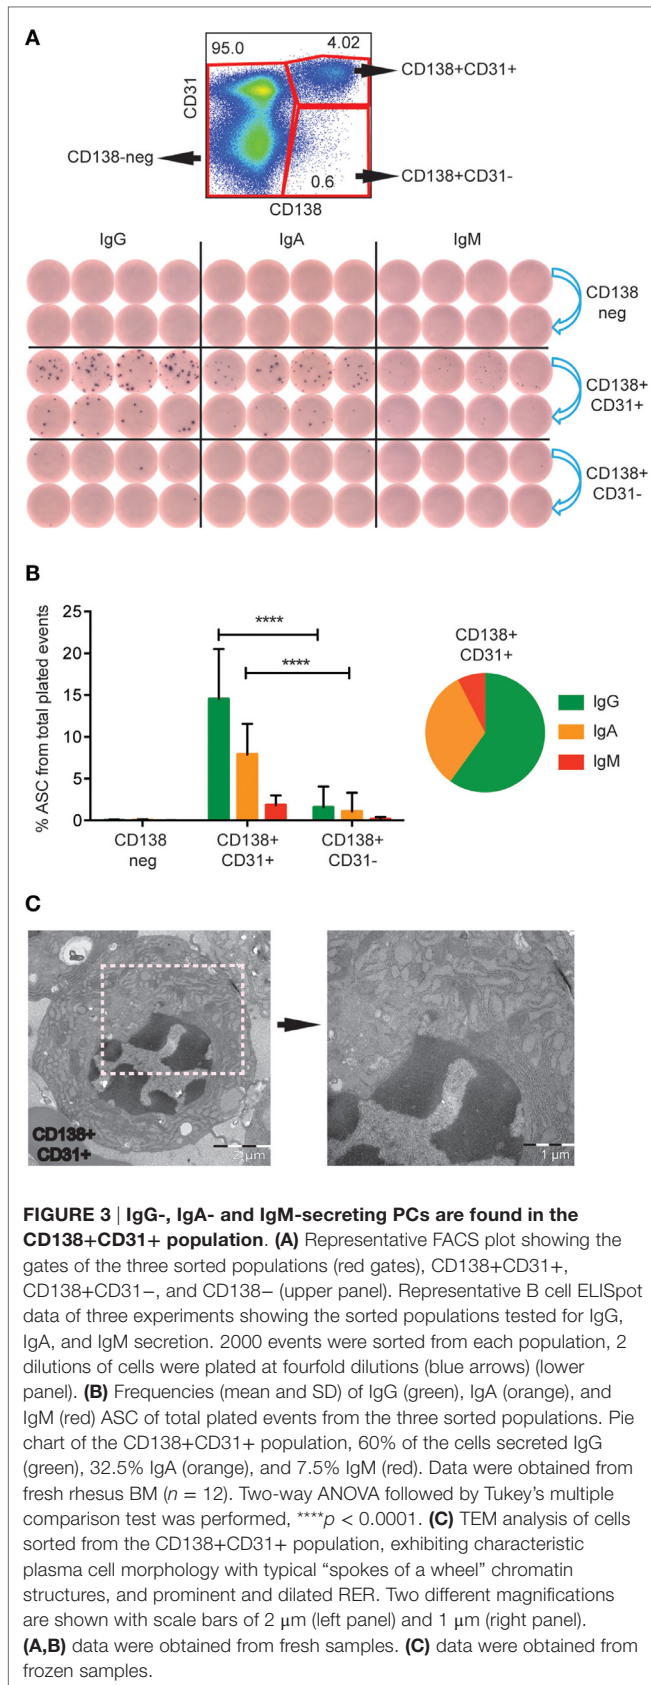 A
95.0
4.02
CD31
CD138+CD31+
CD138-neg
0.6
CD138+CD31-
CD138
IgG
IgA
IgM
CD138
neg
CD138+
CD31+
CD138+
CD31-
B
25
20
15
10
5
0
% ASC from total plated events
****
****
CD138
neg
CD138+
CD31+
CD138+
CD31-
CD138+
CD31+
IgG
IgA
IgM
C
CD138+
CD31+
2 µm
1 µm
FIGURE 3 | IgG-, IgA- and IgM-secreting PCs are found in the
CD138+CD31+ population. (A) Representative FACS plot showing the
gates of the three sorted populations (red gates), CD138+CD31+,
CD138+CD31−, and CD138− (upper panel). Representative B cell ELISpot
data of three experiments showing the sorted populations tested for IgG,
IgA, and IgM secretion. 2000 events were sorted from each population, 2
dilutions of cells were plated at fourfold dilutions (blue arrows) (lower
panel). (B) Frequencies (mean and SD) of IgG (green), IgA (orange), and
IgM (red) ASC of total plated events from the three sorted populations. Pie
chart of the CD138+CD31+ population, 60% of the cells secreted IgG
(green), 32.5% IgA (orange), and 7.5% IgM (red). Data were obtained from
fresh rhesus BM (n = 12). Two-way ANOVA followed by Tukey's multiple
comparison test was performed, ****p < 0.0001. (C) TEM analysis of cells
sorted from the CD138+CD31+ population, exhibiting characteristic
plasma cell morphology with typical “spokes of a wheel” chromatin
structures, and prominent and dilated RER. Two different magnifications
are shown with scale bars of 2 µm (left panel) and 1 µm (right panel).
(A,B) data were obtained from fresh samples. (C) data were obtained from
frozen samples.